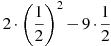 2 · (1/2)² − 9 · 1/2